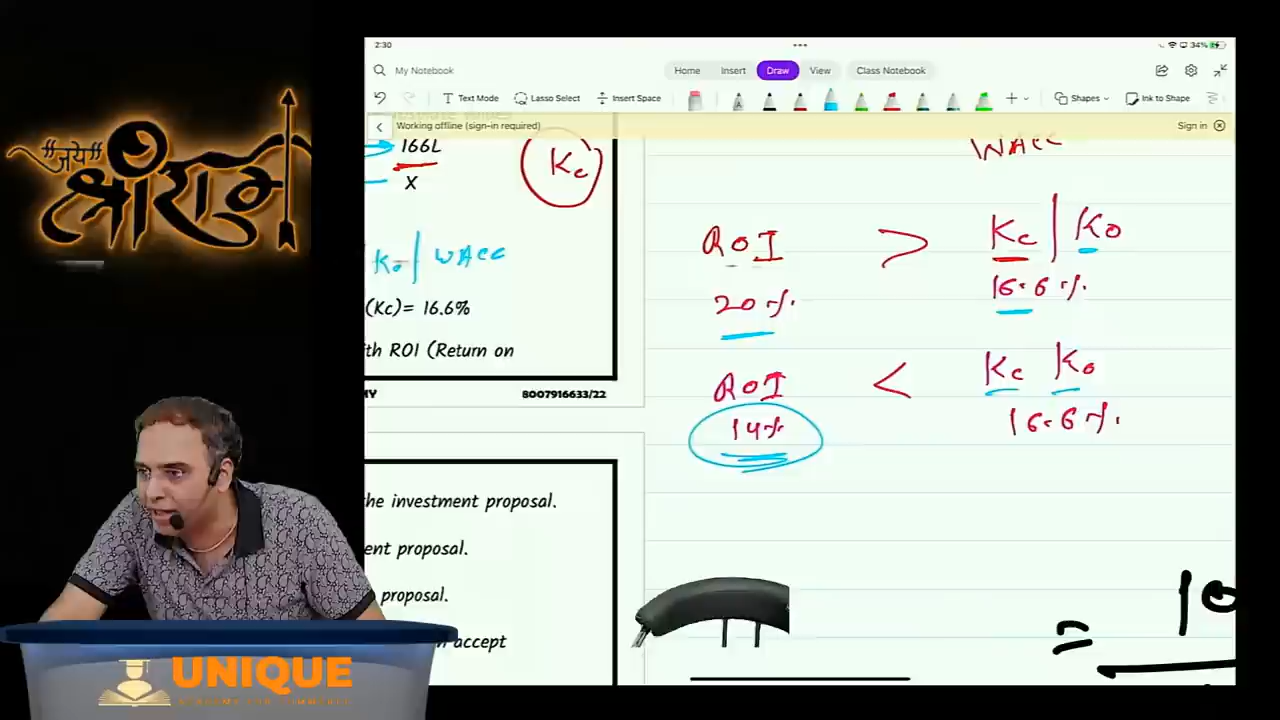 2:30
34%
My Notebook
Home Insert Draw View Class Notebook
Text Mode Lasso Select Insert Space Shapes Ink to Shape
Working offline (sign-in required) Sign in
WACC
166L
X
Kc
Ko | WACC
(Kc)= 16.6%
th ROI (Return on
MY 8007916633/22
ROI > Kc | Ko
20% 16.6%
ROI < Kc Ko
14% 16.6%
he investment proposal.
ent proposal.
proposal.
accept
= 10
"जय"
श्रीराम
UNIQUE